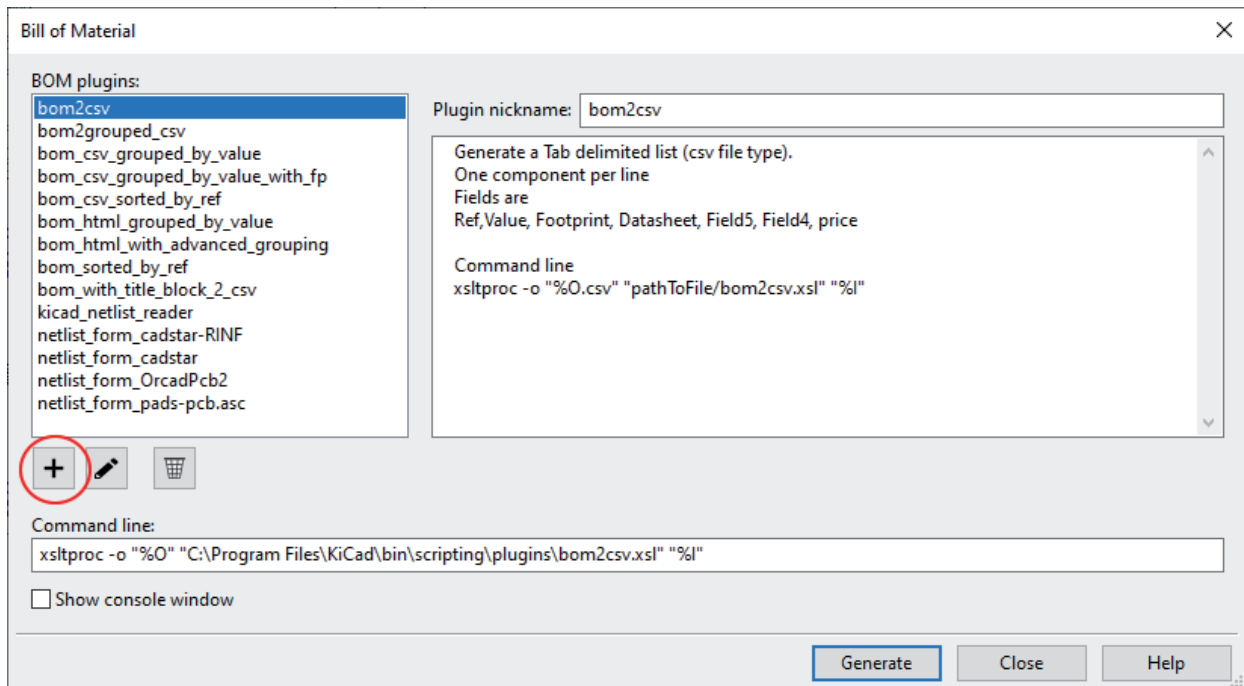 Bill of Material
BOM plugins:
bom2csv
bom2grouped_csv
bom_csv_grouped_by_value
bom_csv_grouped_by_value_with_fp
bom_csv_sorted_by_ref
bom_html_grouped_by_value
bom_html_with_advanced_grouping
bom_sorted_by_ref
bom_with_title_block_2_csv
kicad_netlist_reader
netlist_form_cadstar-RINF
netlist_form_cadstar
netlist_form_OrcadPcb2
netlist_form_pads-pcb.asc
Plugin nickname: bom2csv
Generate a Tab delimited list (csv file type).
One component per line
Fields are
Ref,Value, Footprint, Datasheet, Field5, Field4, price
Command line
xsltproc -o "%O.csv" "pathToFile/bom2csv.xsl" "%I"
Command line:
xsltproc -o "%O" "C:\Program Files\KiCad\bin\scripting\plugins\bom2csv.xsl" "%I"
Show console window
Generate Close Help